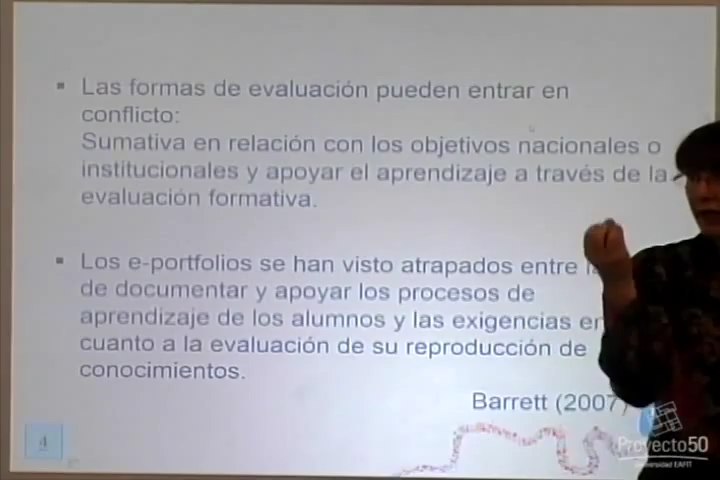 Las formas de evaluación pueden entrar en
conflicto:
Sumativa en relación con los objetivos nacionales o
institucionales y apoyar el aprendizaje a través de la
evaluación formativa.
Los e-portfolios se han visto atrapados entre
de documentar y apoyar los procesos de
aprendizaje de los alumnos y las exigencias en
cuanto a la evaluación de su reproducción de
conocimientos.
Barrett (2007)
4
Proyecto50
Universidad EAFIT